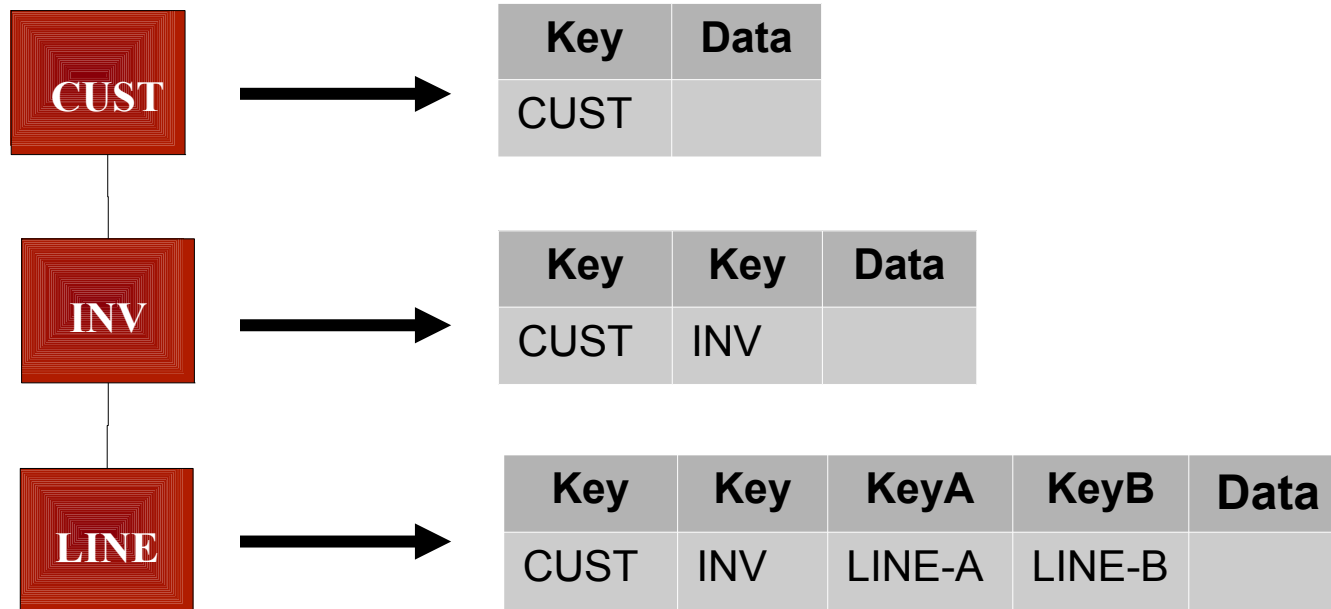 CUST
Key Data
CUST
INV
Key Key Data
CUST INV
LINE
Key Key KeyA KeyB Data
CUST INV LINE-A LINE-B